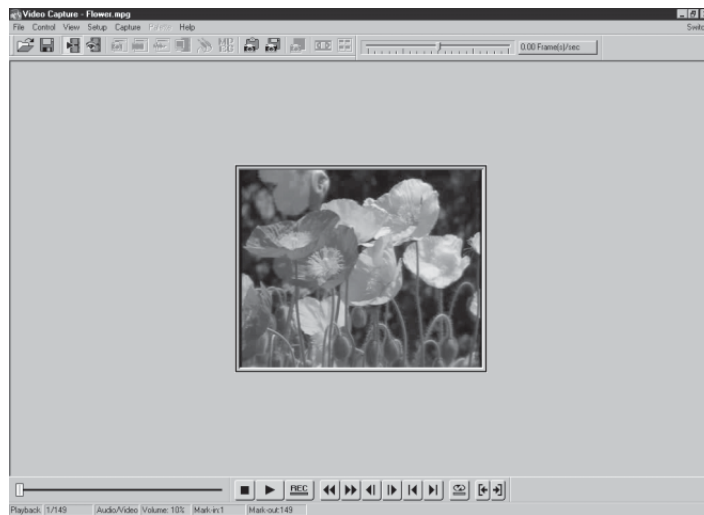 Video Capture - Flower.mpg
File Control View Setup Capture Palette Help
0.00 Frame(s)/sec
REC
Playback 1/149 Audio/Video Volume: 10% Mark-in:1 Mark-out:149